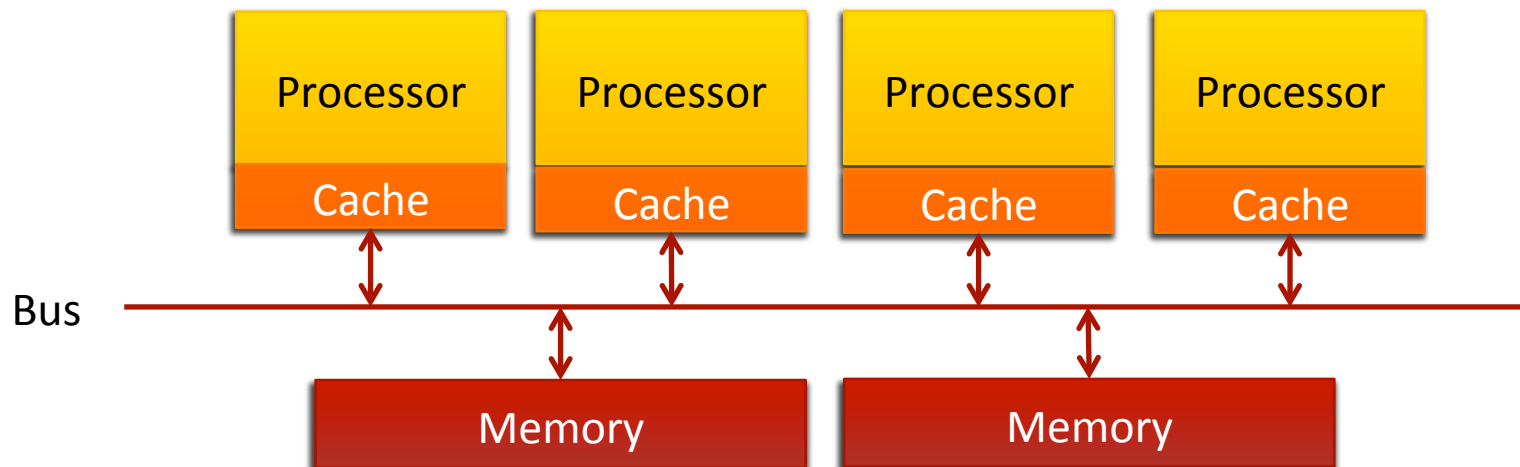 Processor
Processor
Processor
Processor
Cache
Cache
Cache
Cache
Bus
Memory
Memory